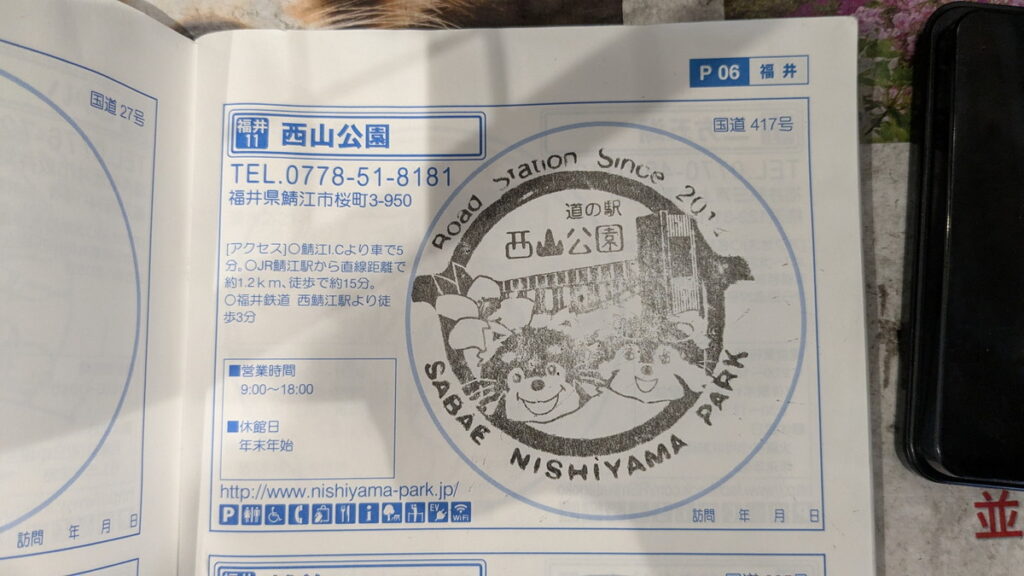 国道 27号
訪問 年 月 日
P 06 福井
福井 11 西山公園
国道 417号
TEL.0778-51-8181
福井県鯖江市桜町3-950
[アクセス]○鯖江I.Cより車で5
分。○JR鯖江駅から直線距離で
約1.2km、徒歩で約15分。
○福井鉄道 西鯖江駅より徒
歩3分
■営業時間
9:00～18:00
■休館日
年末年始
http://www.nishiyama-park.jp/
P i EV WiFi
Road Station Since
道の駅
西山公園
SABAE NISHiYAMA PARK
訪問 年 月 日
並